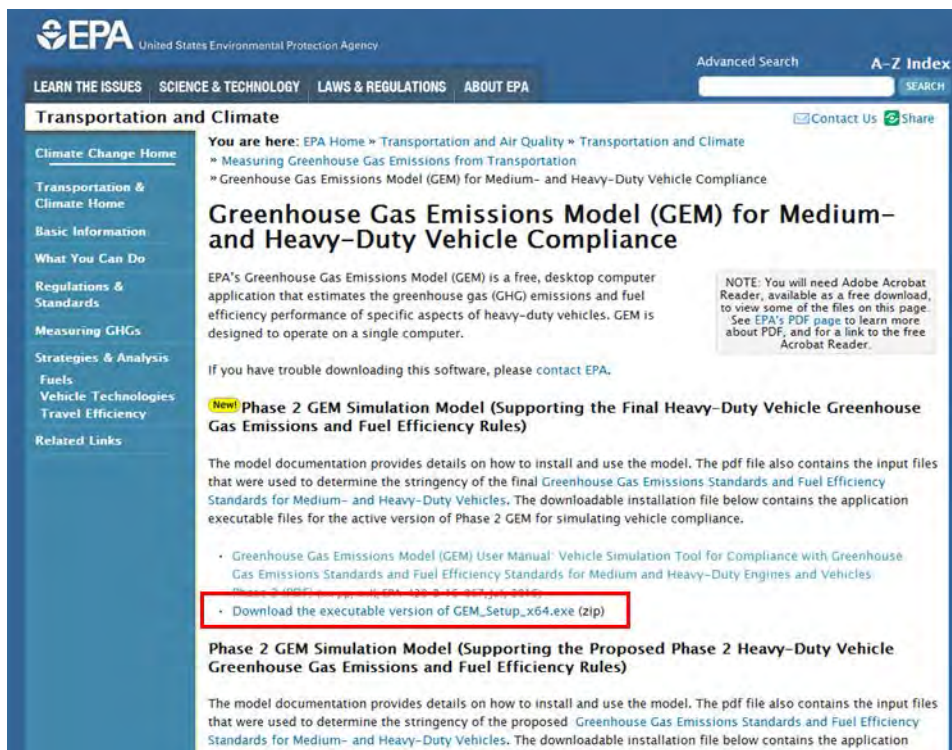 EPA United States Environmental Protection Agency
Advanced Search A-Z Index
LEARN THE ISSUES SCIENCE & TECHNOLOGY LAWS & REGULATIONS ABOUT EPA SEARCH
Transportation and Climate
Contact Us Share
Climate Change Home
Transportation &
Climate Home
Basic Information
What You Can Do
Regulations &
Standards
Measuring GHGs
Strategies & Analysis
Fuels
Vehicle Technologies
Travel Efficiency
Related Links
You are here: EPA Home » Transportation and Air Quality » Transportation and Climate
» Measuring Greenhouse Gas Emissions from Transportation
» Greenhouse Gas Emissions Model (GEM) for Medium- and Heavy-Duty Vehicle Compliance
Greenhouse Gas Emissions Model (GEM) for Medium-
and Heavy-Duty Vehicle Compliance
EPA's Greenhouse Gas Emissions Model (GEM) is a free, desktop computer
application that estimates the greenhouse gas (GHG) emissions and fuel
efficiency performance of specific aspects of heavy-duty vehicles. GEM is
designed to operate on a single computer.
NOTE: You will need Adobe Acrobat
Reader, available as a free download,
to view some of the files on this page.
See EPA's PDF page to learn more
about PDF, and for a link to the free
Acrobat Reader.
If you have trouble downloading this software, please contact EPA.
New! Phase 2 GEM Simulation Model (Supporting the Final Heavy-Duty Vehicle Greenhouse
Gas Emissions and Fuel Efficiency Rules)
The model documentation provides details on how to install and use the model. The pdf file also contains the input files
that were used to determine the stringency of the final Greenhouse Gas Emissions Standards and Fuel Efficiency
Standards for Medium- and Heavy-Duty Vehicles. The downloadable installation file below contains the application
executable files for the active version of Phase 2 GEM for simulating vehicle compliance.
· Greenhouse Gas Emissions Model (GEM) User Manual: Vehicle Simulation Tool for Compliance with Greenhouse
Gas Emissions Standards and Fuel Efficiency Standards for Medium and Heavy-Duty Engines and Vehicles
· Download the executable version of GEM_Setup_x64.exe (zip)
Phase 2 GEM Simulation Model (Supporting the Proposed Phase 2 Heavy-Duty Vehicle
Greenhouse Gas Emissions and Fuel Efficiency Rules)
The model documentation provides details on how to install and use the model. The pdf file also contains the input files
that were used to determine the stringency of the proposed Greenhouse Gas Emissions Standards and Fuel Efficiency
Standards for Medium- and Heavy-Duty Vehicles. The downloadable installation file below contains the application